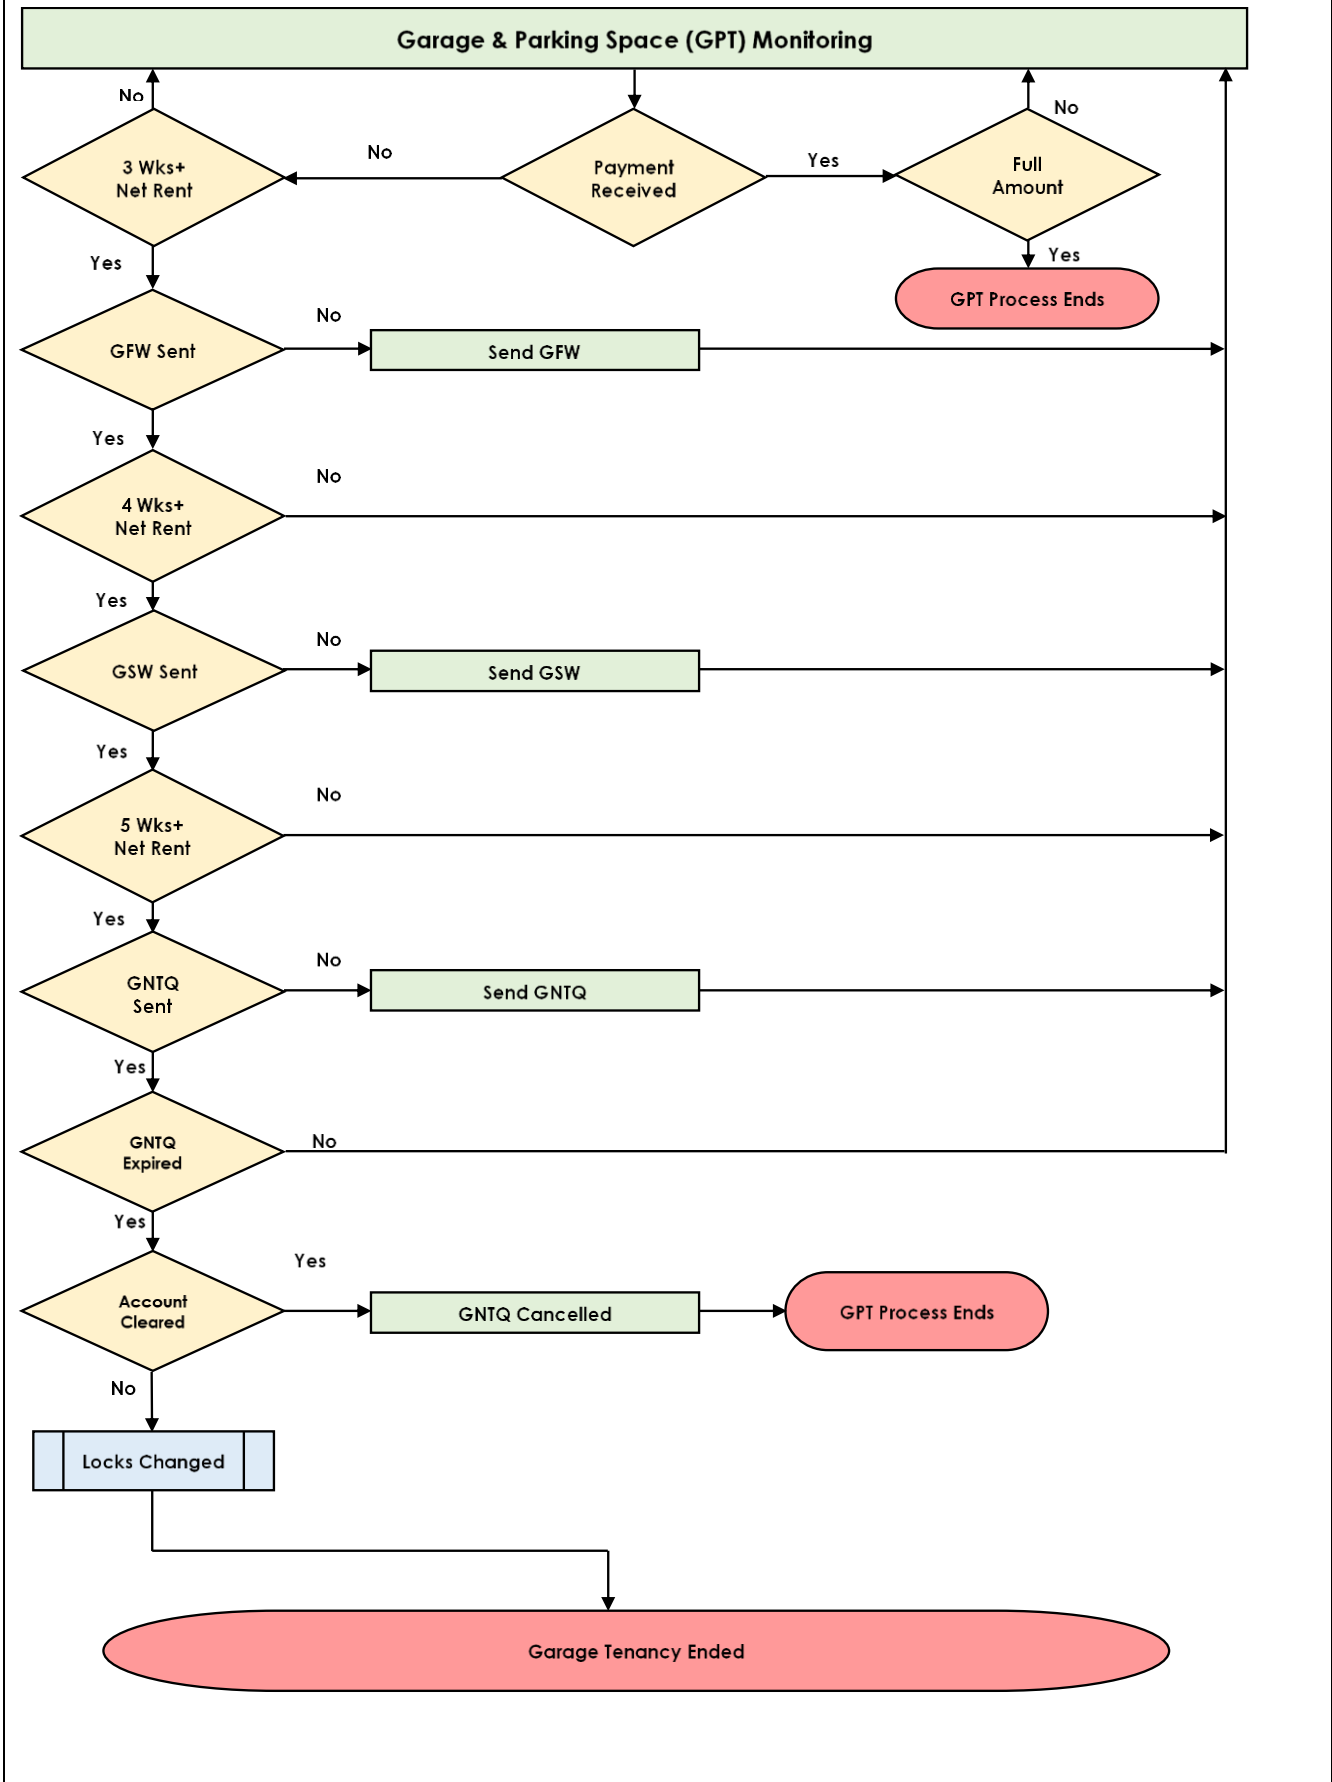 Garage & Parking Space (GPT) Monitoring
No
No
3 Wks+
Net Rent
No
Payment
Received
Yes
Full
Amount
Yes
Yes
GPT Process Ends
No
GFW Sent
Send GFW
Yes
No
4 Wks+
Net Rent
Yes
No
GSW Sent
Send GSW
Yes
No
5 Wks+
Net Rent
Yes
No
GNTQ
Sent
Send GNTQ
Yes
GNTQ
Expired
No
Yes
Yes
Account
Cleared
GNTQ Cancelled
GPT Process Ends
No
Locks Changed
Garage Tenancy Ended